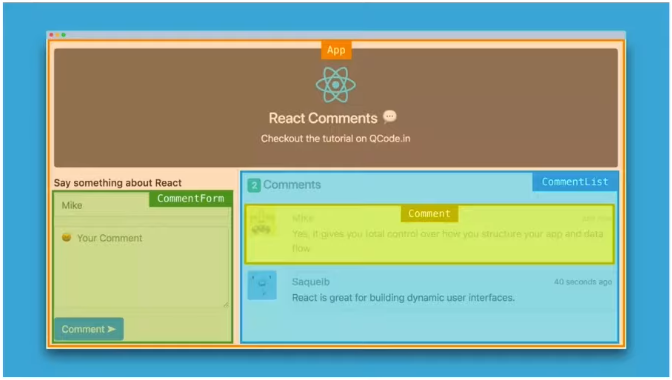 App
React Comments 💬
Checkout the tutorial on QCode.in
Say something about React
CommentForm
Mike
😀 Your Comment
Comment ➤
CommentList
2 Comments
Comment
Mike
just now
Yes, it gives you total control over how you structure your app and data
flow.
Saqueib
40 seconds ago
React is great for building dynamic user interfaces.